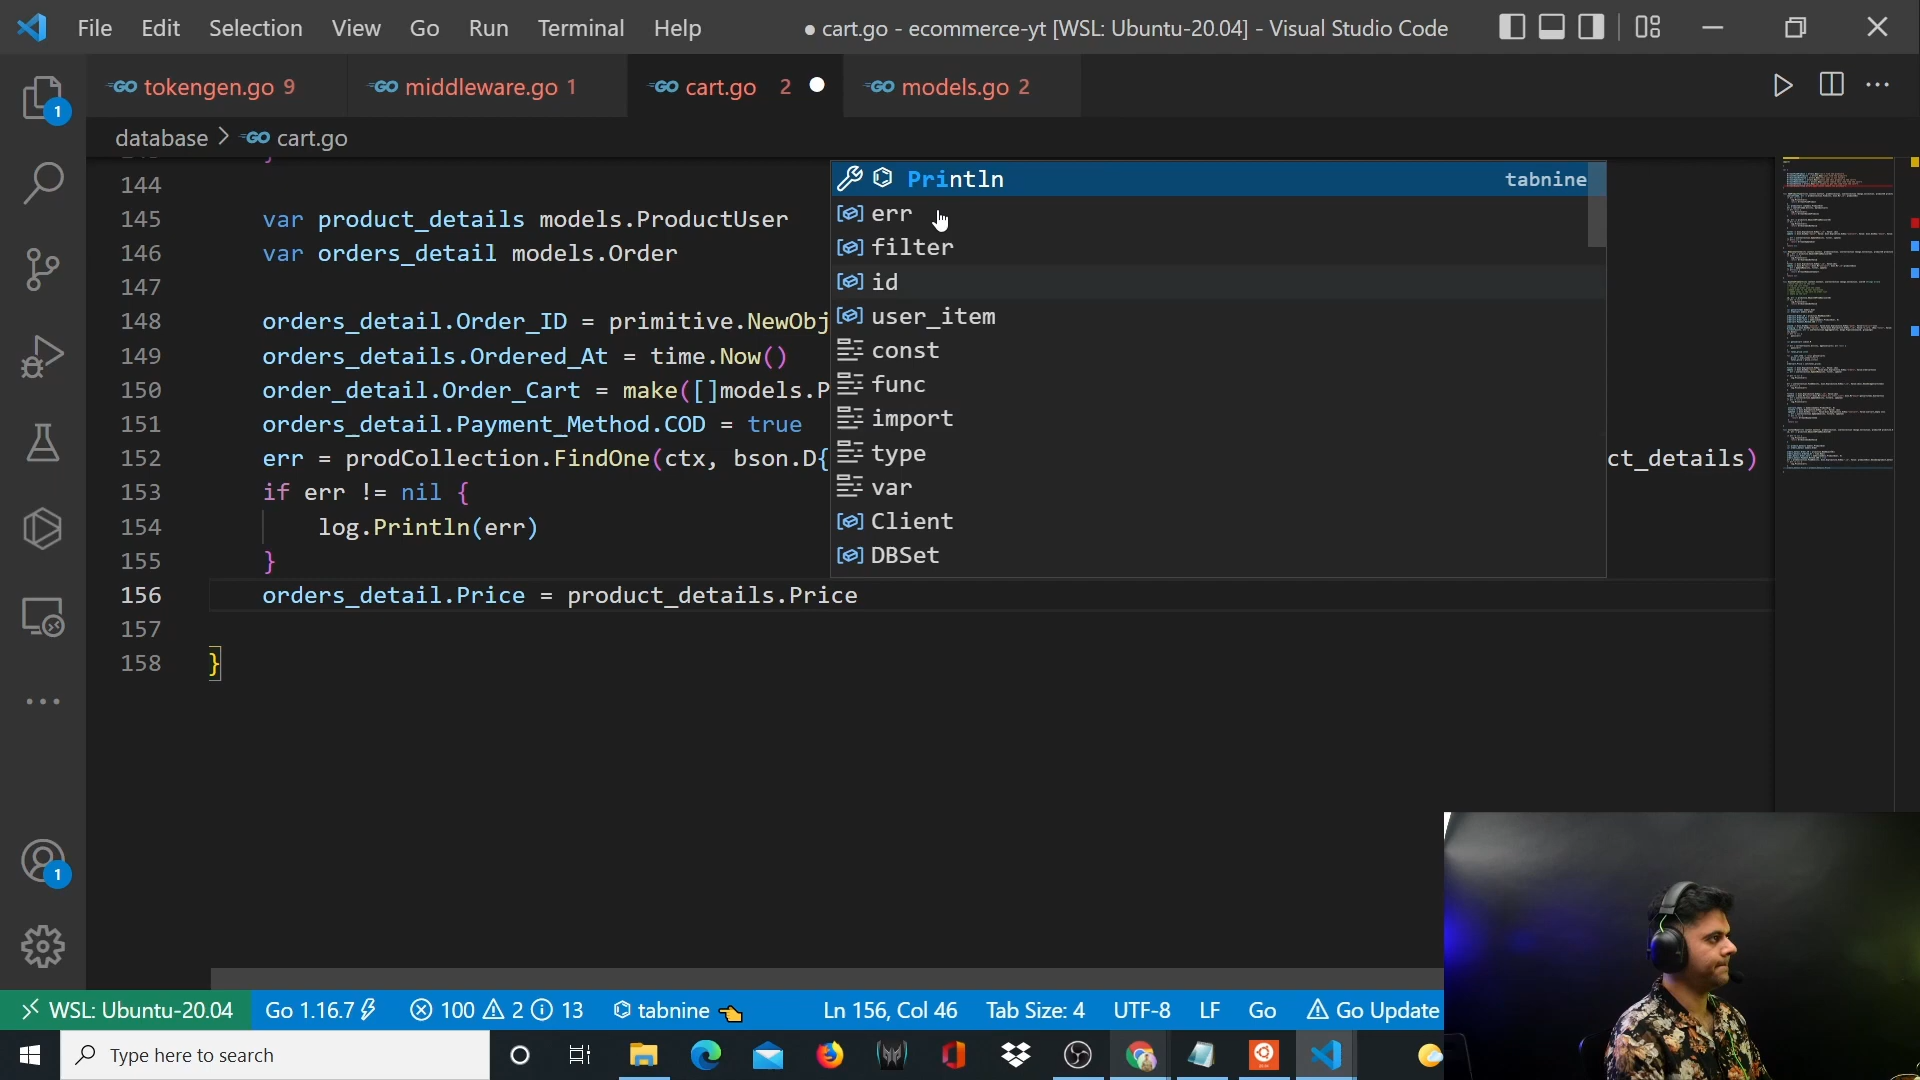 File Edit Selection View Go Run Terminal Help
● cart.go - ecommerce-yt [WSL: Ubuntu-20.04] - Visual Studio Code
GO tokengen.go 9
GO middleware.go 1
GO cart.go 2
GO models.go 2
database > GO cart.go
144
145 var product_details models.ProductUser
146 var orders_detail models.Order
147
148 orders_detail.Order_ID = primitive.NewObj
149 orders_details.Ordered_At = time.Now()
150 order_detail.Order_Cart = make([]models.P
151 orders_detail.Payment_Method.COD = true
152 err = prodCollection.FindOne(ctx, bson.D{ ct_details)
153 if err != nil {
154 log.Println(err)
155 }
156 orders_detail.Price = product_details.Price
157
158 }
Println tabnine
err
filter
id
user_item
const
func
import
type
var
Client
DBSet
1
1
WSL: Ubuntu-20.04 Go 1.16.7 100 2 13 tabnine Ln 156, Col 46 Tab Size: 4 UTF-8 LF Go Go Update
Type here to search